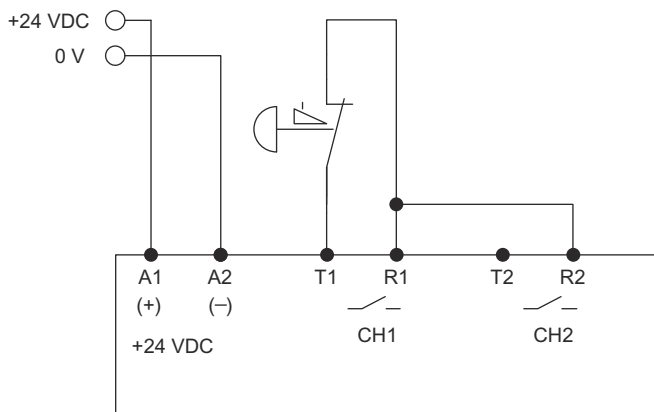 +24 VDC
0 V
A1 A2 T1 R1 T2 R2
(+) (–)
CH1 CH2
+24 VDC